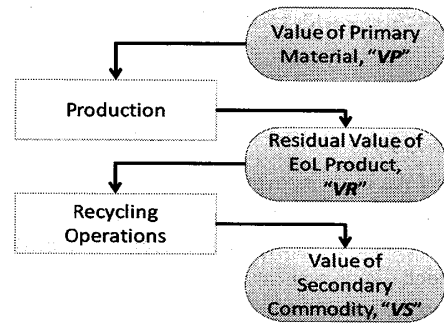 Value of Primary
Material, “VP”
Production
Residual Value of
EoL Product,
“VR”
Recycling
Operations
Value of
Secondary
Commodity, “VS”